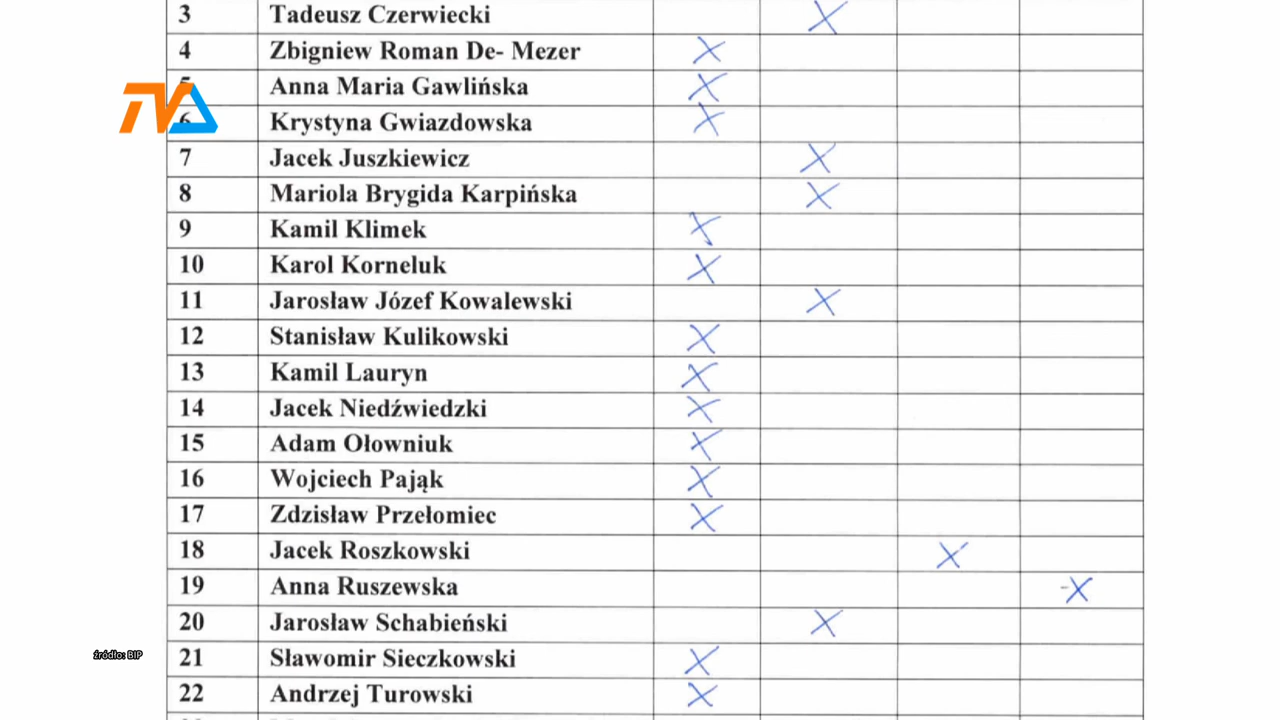 3 Tadeusz Czerwiecki X
4 Zbigniew Roman De- Mezer X
5 Anna Maria Gawlińska X
TVA
6 Krystyna Gwiazdowska X
7 Jacek Juszkiewicz X
8 Mariola Brygida Karpińska X
9 Kamil Klimek X
10 Karol Korneluk X
11 Jarosław Józef Kowalewski X
12 Stanisław Kulikowski X
13 Kamil Lauryn X
14 Jacek Niedźwiedzki X
15 Adam Ołowniuk X
16 Wojciech Pająk X
17 Zdzisław Przełomiec X
18 Jacek Roszkowski X
19 Anna Ruszewska -X
20 Jarosław Schabieński X
21 Sławomir Sieczkowski X
źródło: BIP
22 Andrzej Turowski X